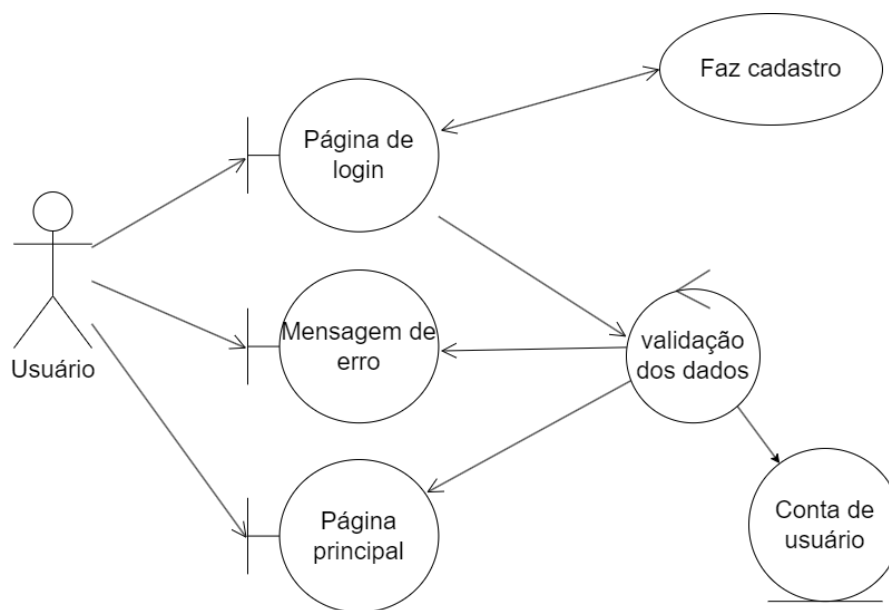 Faz cadastro
Página de
login
Mensagem de
erro
validação
dos dados
Usuário
Página
principal
Conta de
usuário